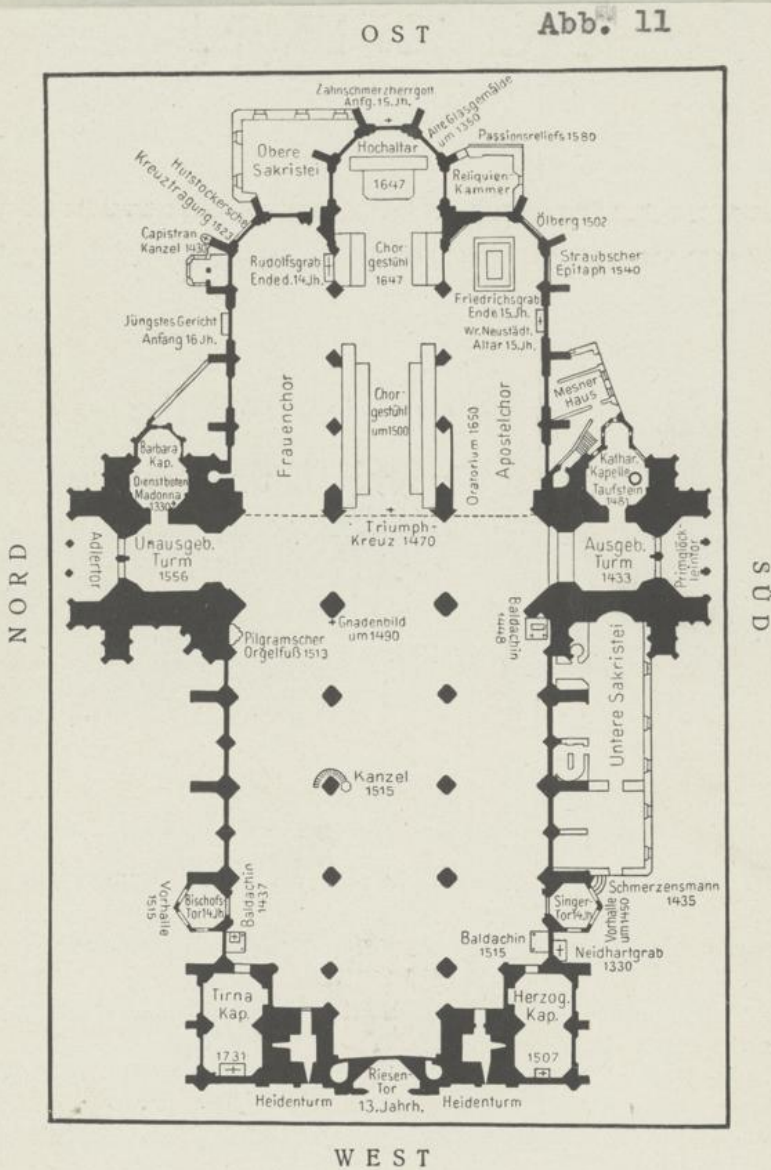 OST
Abb. 11
Zahnschmerzherrgott
Anfg. 15. Jh.
Alte Glasgemälde
um 1350
Passionsreliefs 1580
Obere
Sakristei
Hochaltar
1647
Reliquien-
Kammer
Hutstockersche
Kreuztragung 1523
Capistran
Kanzel 1430
Ölberg 1502
Rudolfsgrab
Ende d. 14. Jh.
Chor-
gestühl
1647
Straubscher
Epitaph 1540
Friedrichsgrab
Ende 15. Jh.
Jüngstes Gericht
Anfang 16 Jh.
Wr. Neustädt.
Altar 15. Jh.
Mesner
Haus
Frauenchor
Chor-
gestühl
um 1500
Oratorium 1650
Apostelchor
Barbara
Kap.
Dienstboten
Madonna
1330
Kathar.
Kapelle
Taufstein
1481
Triumph-
Kreuz 1470
NORD
Adlertor
Unausgeb.
Turm
1556
Ausgeb.
Turm
1433
Primglöck-
leintor
SÜD
Gnadenbild
um 1490
Baldachin
1448
Pilgramscher
Orgelfuß 1513
Untere Sakristei
Kanzel
1515
Vorhalle
1515
Bischofs-
Tor 14. Jh
Baldachin
1437
Singer-
Tor 14. Jh
Vorhalle
um 1450
Schmerzensmann
1435
Baldachin
1515
Neidhartgrab
1330
Tirna
Kap.
1731
Herzog.
Kap.
1507
Riesen-
Tor
13. Jahrh.
Heidenturm
Heidenturm
WEST